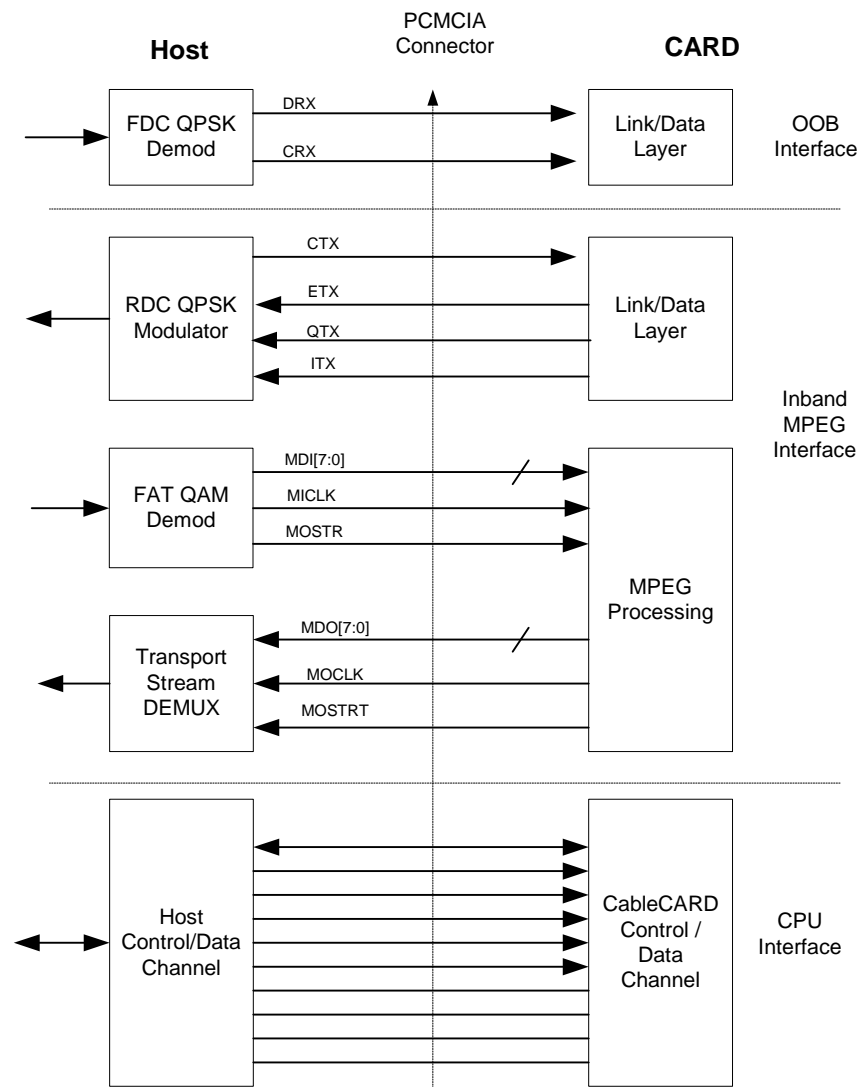 PCMCIA
Connector
Host
CARD
FDC QPSK
Demod
DRX
CRX
Link/Data
Layer
OOB
Interface
RDC QPSK
Modulator
CTX
ETX
QTX
ITX
Link/Data
Layer
Inband
MPEG
Interface
FAT QAM
Demod
MDI[7:0]
MICLK
MOSTR
MPEG
Processing
Transport
Stream
DEMUX
MDO[7:0]
MOCLK
MOSTRT
Host
Control/Data
Channel
CableCARD
Control /
Data
Channel
CPU
Interface